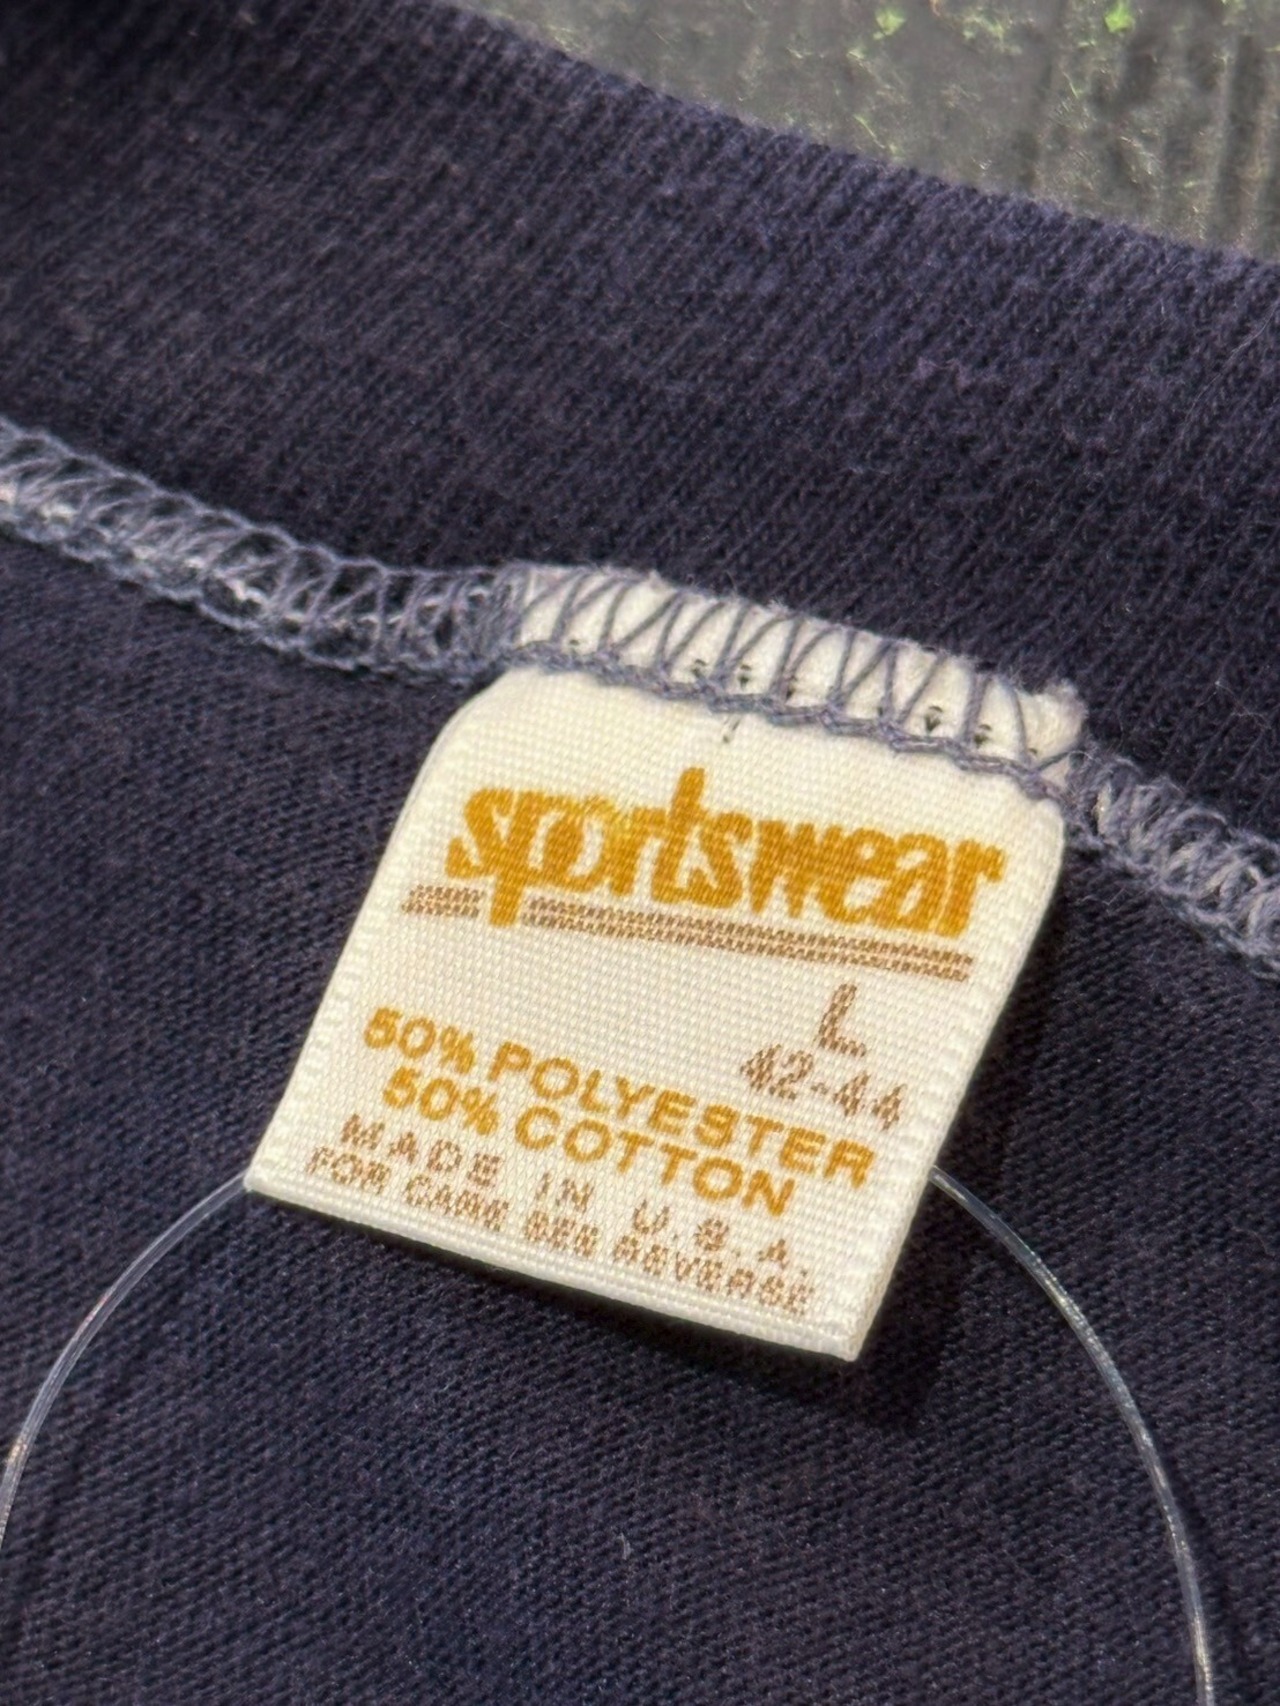 sportswear
L
42-44
50% POLYESTER
50% COTTON
MADE IN U.S.A.
FOR CARE SEE REVERSE